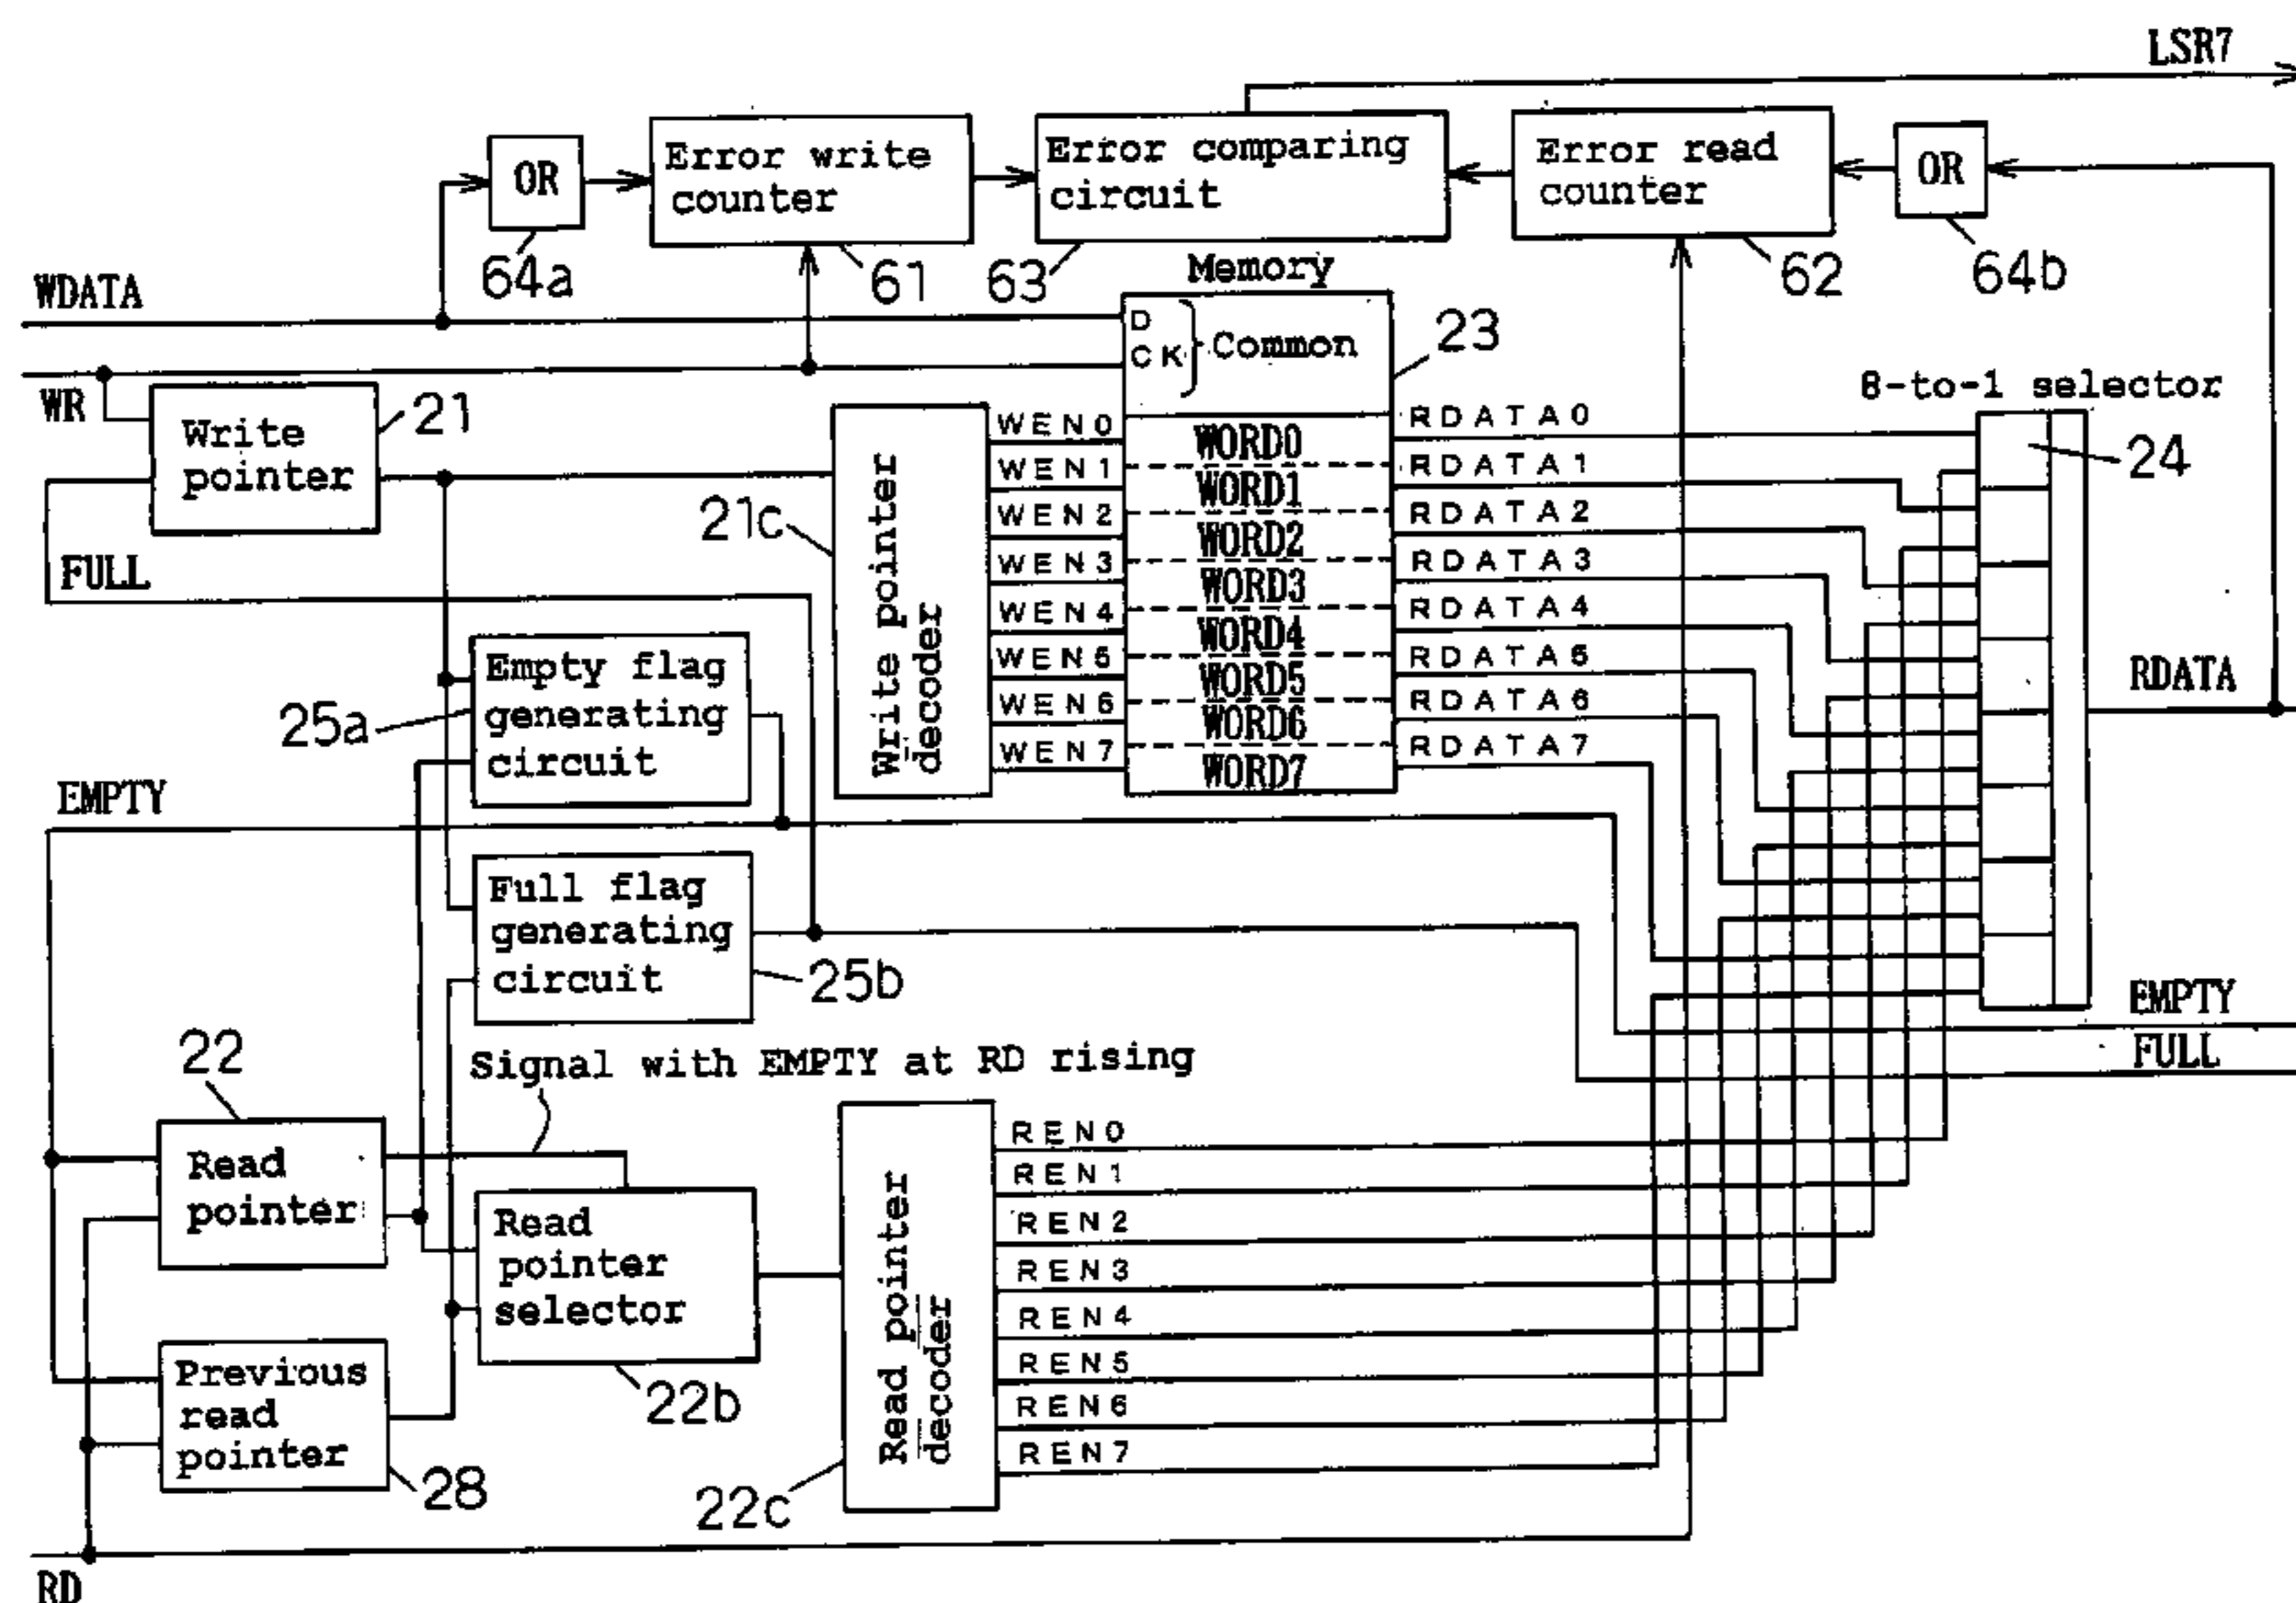 LSR7
OR
Error write
counter
Error comparing
circuit
Error read
counter
OR
64a
61
63
Memory
62
64b
WDATA
D
CK
Common
23
WR
Write
pointer
21
8-to-1 selector
24
21c
Write pointer
decoder
WEN0
WEN1
WEN2
WEN3
WEN4
WEN5
WEN6
WEN7
WORD0
WORD1
WORD2
WORD3
WORD4
WORD5
WORD6
WORD7
RDATA0
RDATA1
RDATA2
RDATA3
RDATA4
RDATA5
RDATA6
RDATA7
FULL
Empty flag
generating
circuit
25a
RDATA
EMPTY
Full flag
generating
circuit
25b
EMPTY
FULL
22
Signal with EMPTY at RD rising
Read
pointer
Read
pointer
selector
22b
Previous
read
pointer
28
Read pointer
decoder
22c
REN0
REN1
REN2
REN3
REN4
REN5
REN6
REN7
RD